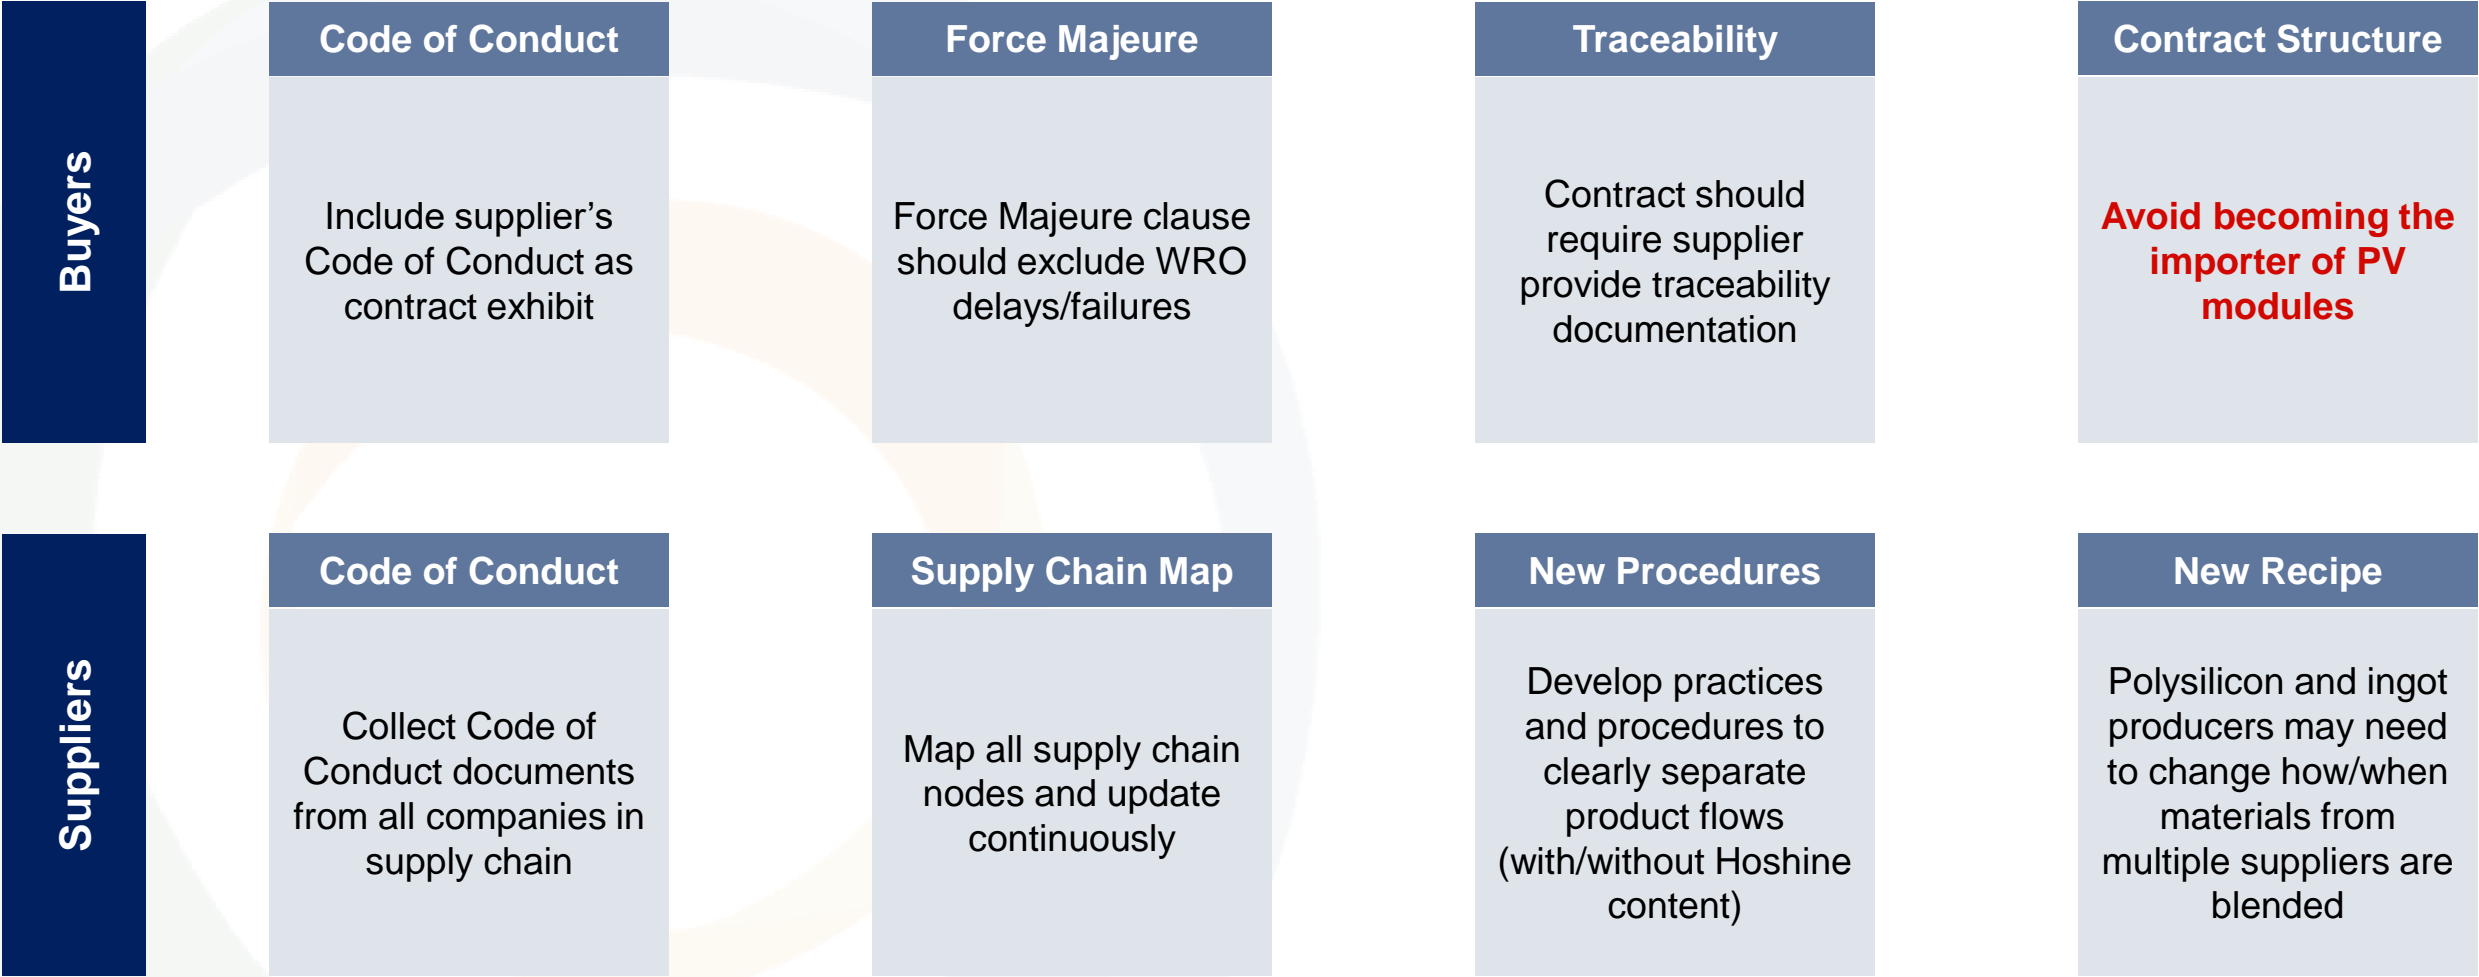 Buyers
Code of Conduct
Include supplier’s
Code of Conduct as
contract exhibit
Force Majeure
Force Majeure clause
should exclude WRO
delays/failures
Traceability
Contract should
require supplier
provide traceability
documentation
Contract Structure
Avoid becoming the
importer of PV
modules
Suppliers
Code of Conduct
Collect Code of
Conduct documents
from all companies in
supply chain
Supply Chain Map
Map all supply chain
nodes and update
continuously
New Procedures
Develop practices
and procedures to
clearly separate
product flows
(with/without Hoshine
content)
New Recipe
Polysilicon and ingot
producers may need
to change how/when
materials from
multiple suppliers are
blended